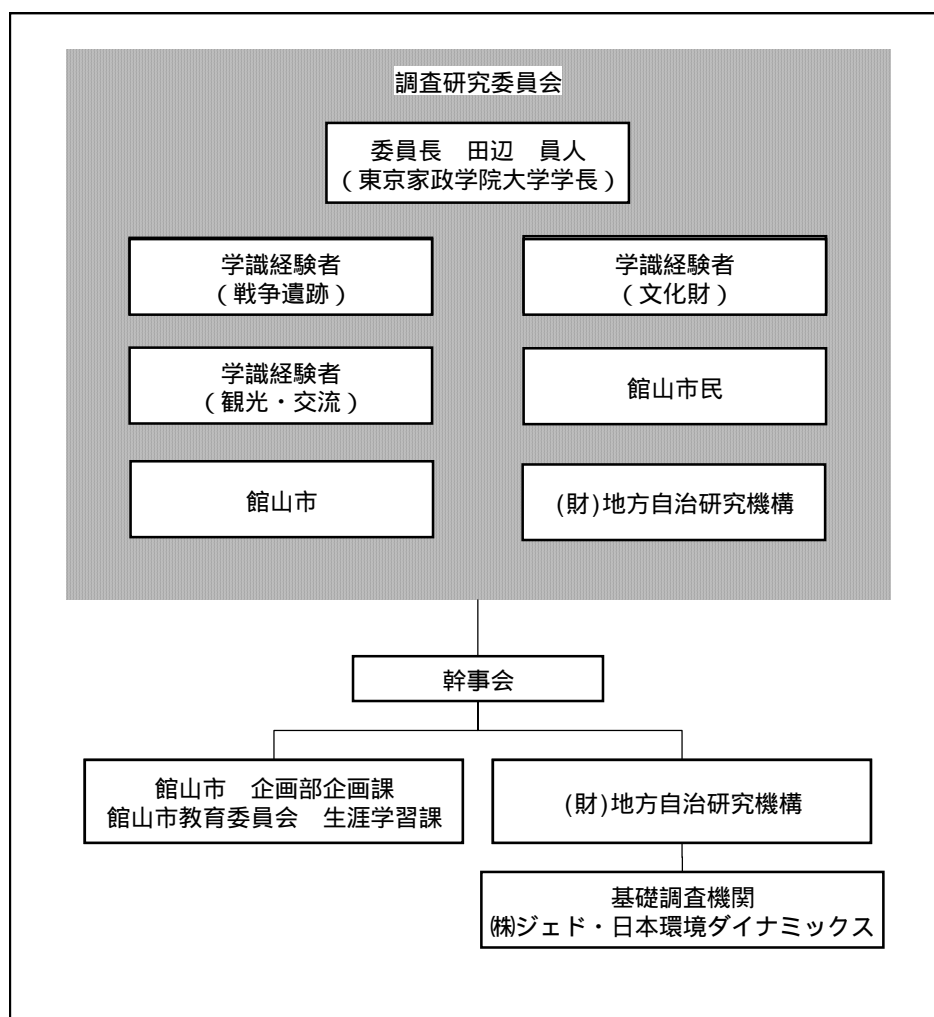 調査研究委員会
委員長　田辺　員人
（東京家政学院大学学長）
学識経験者
（戦争遺跡）
学識経験者
（文化財）
学識経験者
（観光・交流）
館山市民
館山市
(財)地方自治研究機構
幹事会
館山市　企画部企画課
館山市教育委員会　生涯学習課
(財)地方自治研究機構
基礎調査機関
㈱ジェド・日本環境ダイナミックス